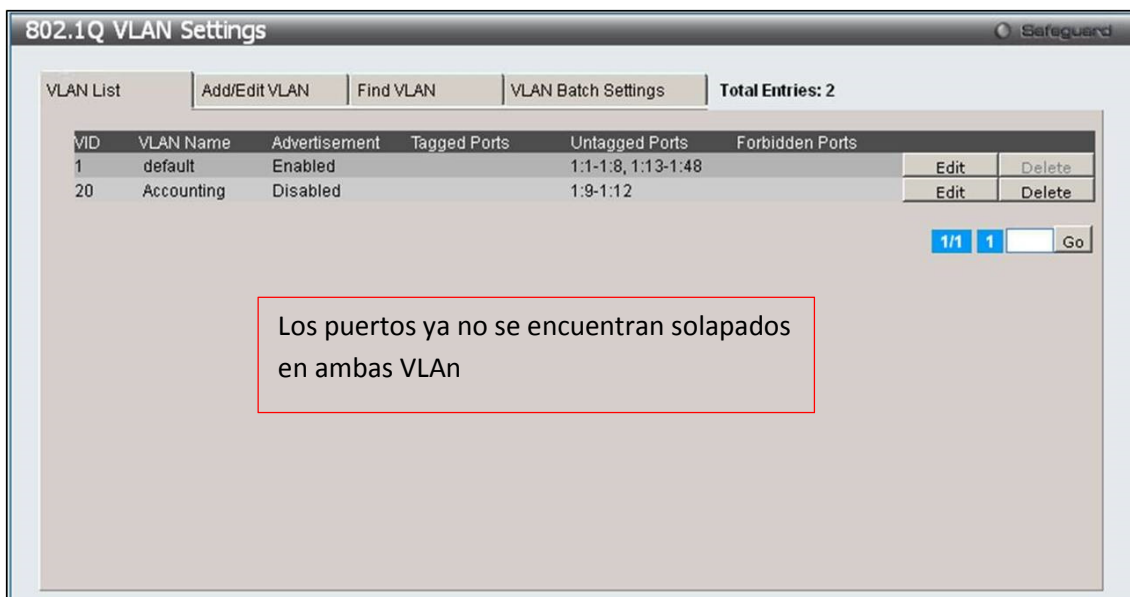 802.1Q VLAN Settings
Safeguard
VLAN List Add/Edit VLAN Find VLAN VLAN Batch Settings Total Entries: 2
VID VLAN Name Advertisement Tagged Ports Untagged Ports Forbidden Ports
1 default Enabled 1:1-1:8, 1:13-1:48 Edit Delete
20 Accounting Disabled 1:9-1:12 Edit Delete
1/1 1 Go
Los puertos ya no se encuentran solapados
en ambas VLAn